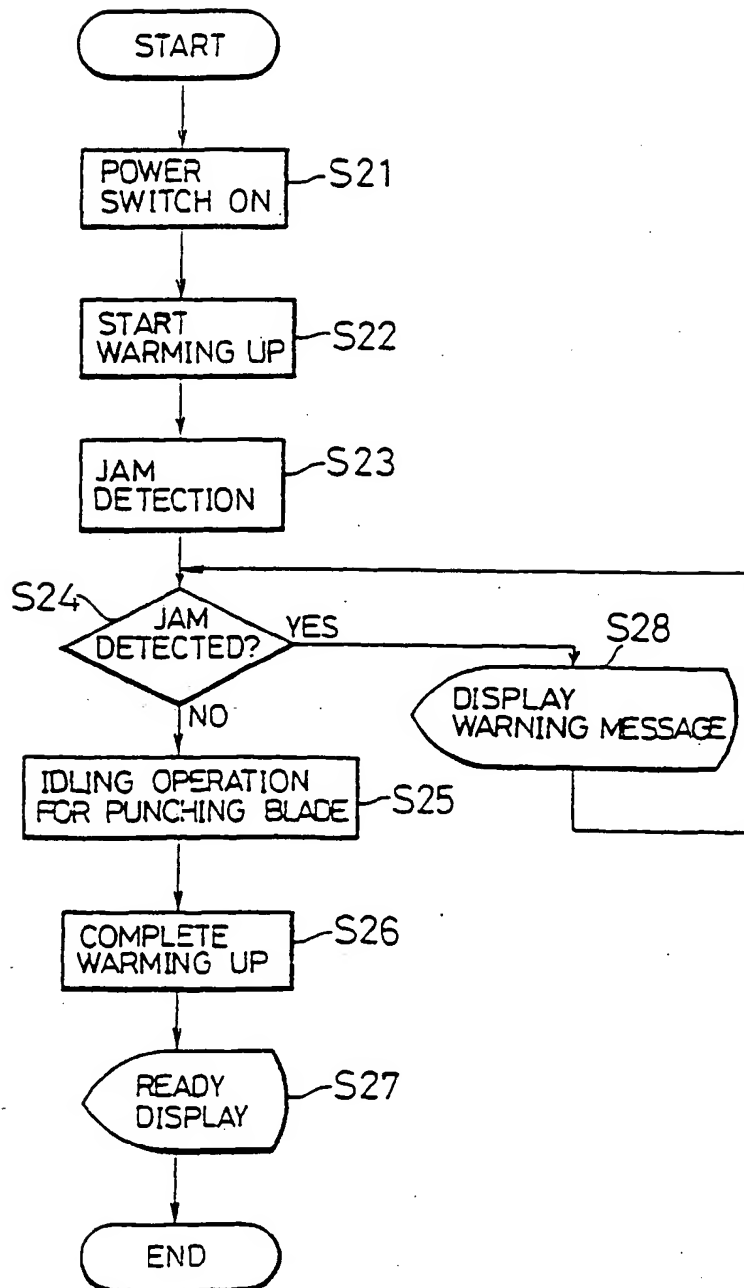 START
POWER
SWITCH ON
S21
START
WARMING UP
S22
JAM
DETECTION
S23
S24
JAM
DETECTED?
YES
NO
S28
DISPLAY
WARNING MESSAGE
IDLING OPERATION
FOR PUNCHING BLADE
S25
COMPLETE
WARMING UP
S26
READY
DISPLAY
S27
END